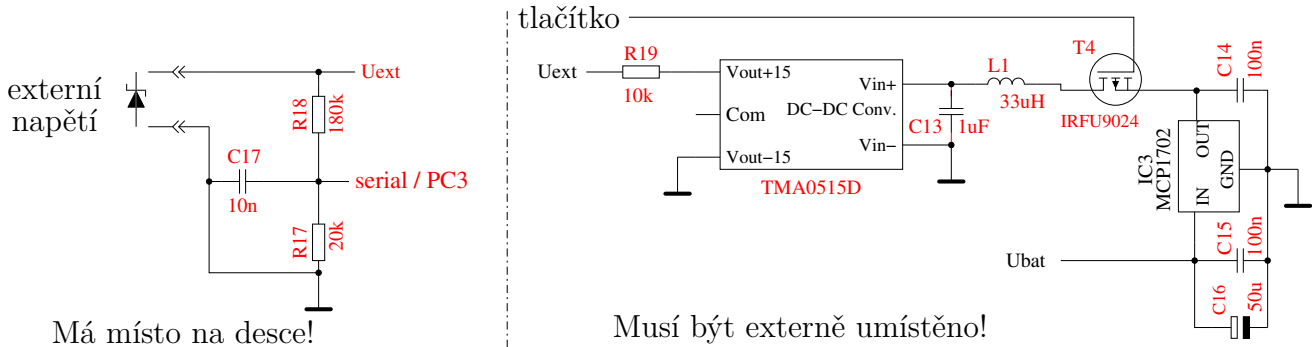 externí
napětí
Uext
R18
180k
C17
10n
serial / PC3
R17
20k
Má místo na desce!
tlačítko
Uext
R19
10k
Vout+15
Com
Vout−15
Vin+
DC−DC Conv.
Vin−
TMA0515D
C13
1uF
L1
33uH
T4
IRFU9024
C14
100n
IC3
MCP1702
OUT
GND
IN
Ubat
C15
100n
C16
50u
Musí být externě umístěno!